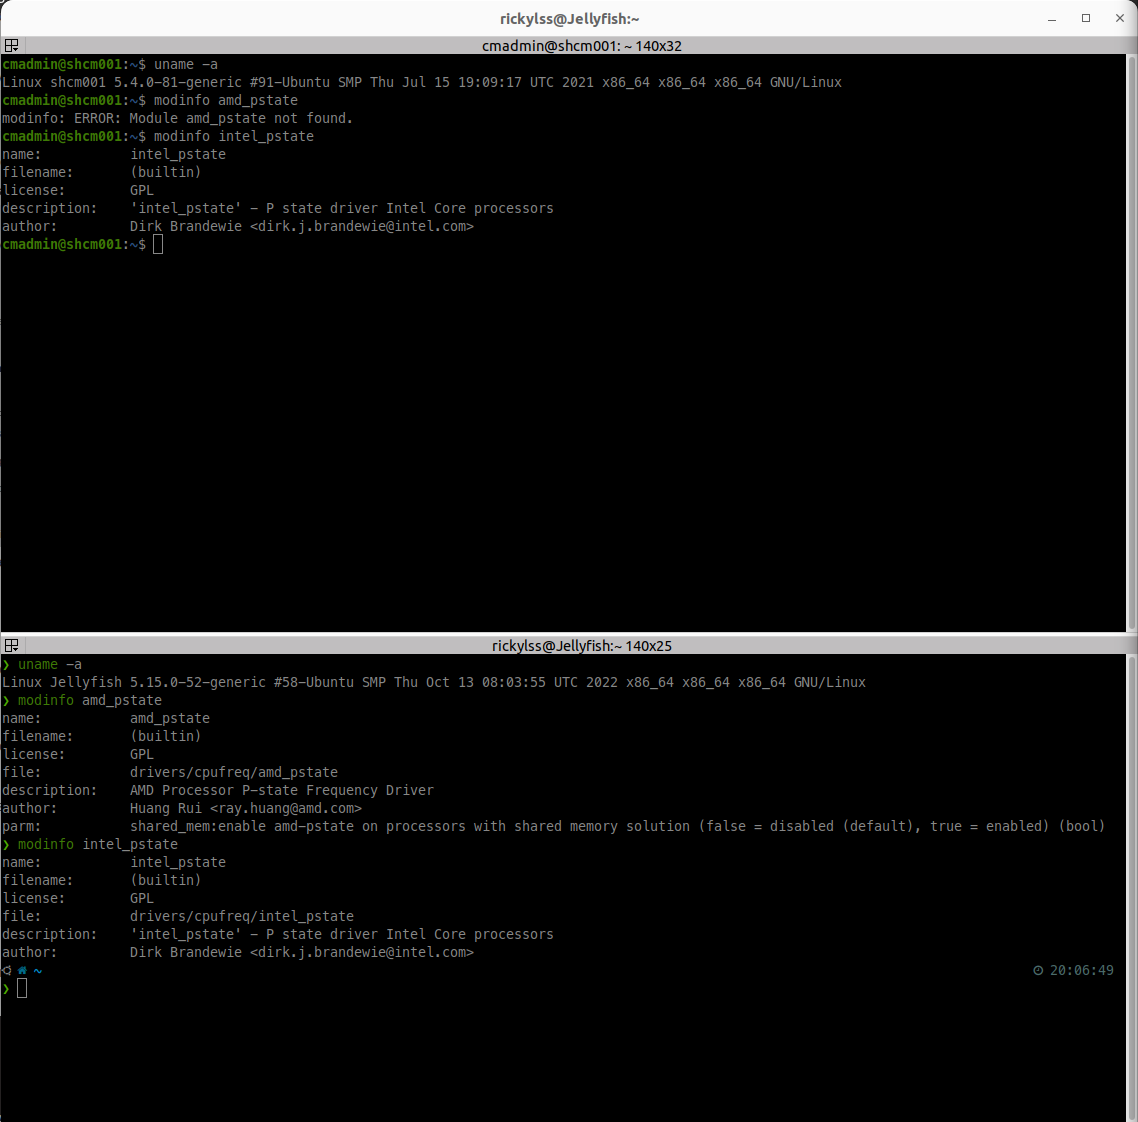 rickylss@Jellyfish:~
cmadmin@shcm001: ~ 140x32
cmadmin@shcm001:~$ uname -a
Linux shcm001 5.4.0-81-generic #91-Ubuntu SMP Thu Jul 15 19:09:17 UTC 2021 x86_64 x86_64 x86_64 GNU/Linux
cmadmin@shcm001:~$ modinfo amd_pstate
modinfo: ERROR: Module amd_pstate not found.
cmadmin@shcm001:~$ modinfo intel_pstate
name:           intel_pstate
filename:       (builtin)
license:        GPL
description:    'intel_pstate' - P state driver Intel Core processors
author:         Dirk Brandewie <dirk.j.brandewie@intel.com>
cmadmin@shcm001:~$
rickylss@Jellyfish:~ 140x25
❯ uname -a
Linux Jellyfish 5.15.0-52-generic #58-Ubuntu SMP Thu Oct 13 08:03:55 UTC 2022 x86_64 x86_64 x86_64 GNU/Linux
❯ modinfo amd_pstate
name:           amd_pstate
filename:       (builtin)
license:        GPL
file:           drivers/cpufreq/amd_pstate
description:    AMD Processor P-state Frequency Driver
author:         Huang Rui <ray.huang@amd.com>
parm:           shared_mem:enable amd-pstate on processors with shared memory solution (false = disabled (default), true = enabled) (bool)
❯ modinfo intel_pstate
name:           intel_pstate
filename:       (builtin)
license:        GPL
file:           drivers/cpufreq/intel_pstate
description:    'intel_pstate' - P state driver Intel Core processors
author:         Dirk Brandewie <dirk.j.brandewie@intel.com>
~ 20:06:49
❯